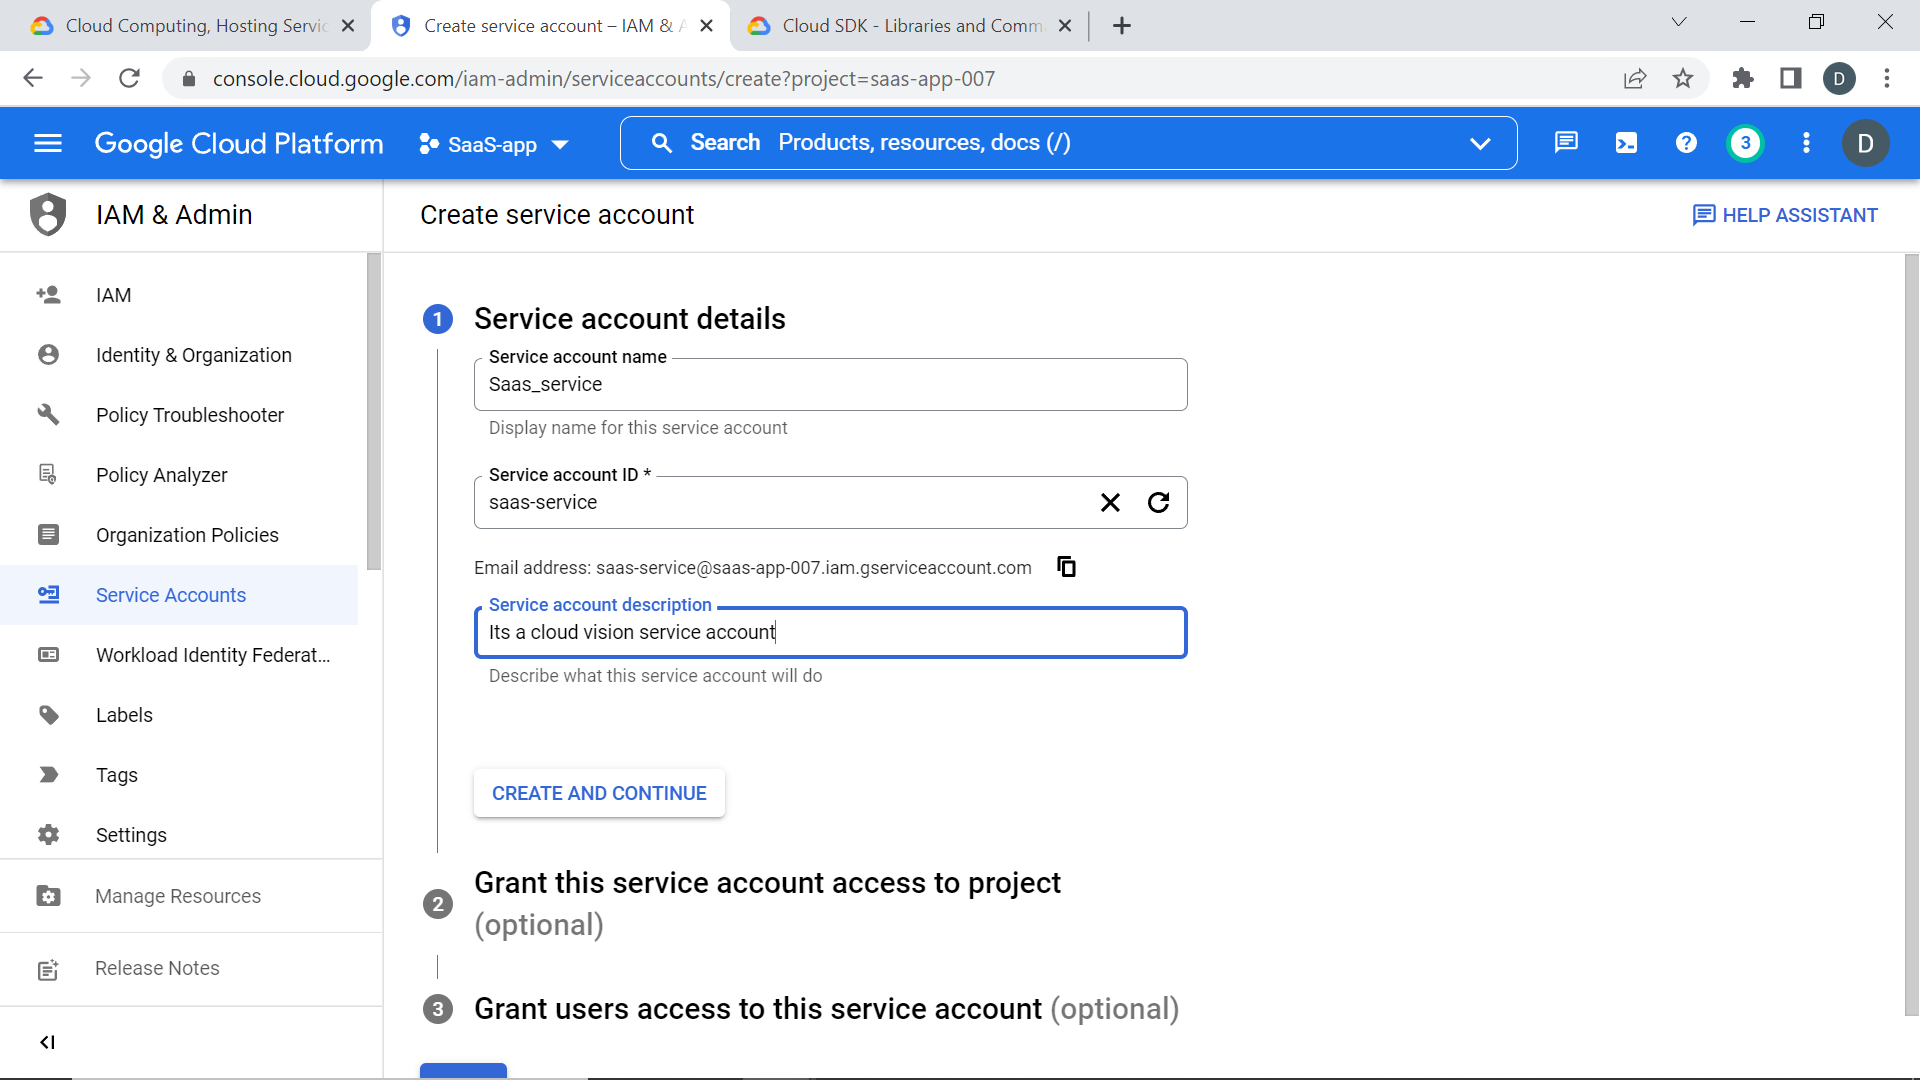 Cloud Computing, Hosting Servic
Create service account – IAM & A
Cloud SDK - Libraries and Comma
console.cloud.google.com/iam-admin/serviceaccounts/create?project=saas-app-007
D
Google Cloud Platform
SaaS-app
Search Products, resources, docs (/)
3
D
IAM & Admin
Create service account
HELP ASSISTANT
IAM
Identity & Organization
Policy Troubleshooter
Policy Analyzer
Organization Policies
Service Accounts
Workload Identity Federat...
Labels
Tags
Settings
Manage Resources
Release Notes
1 Service account details
Service account name
Saas_service
Display name for this service account
Service account ID *
saas-service
Email address: saas-service@saas-app-007.iam.gserviceaccount.com
Service account description
Its a cloud vision service account
Describe what this service account will do
CREATE AND CONTINUE
2 Grant this service account access to project
(optional)
3 Grant users access to this service account (optional)